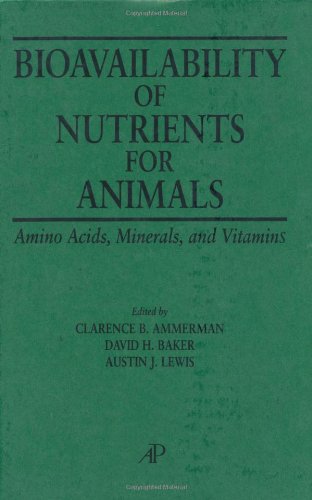 BIOAVAILABILITY
OF
NUTRIENTS
FOR
ANIMALS
Amino Acids, Minerals, and Vitamins
Edited by
CLARENCE B. AMMERMAN
DAVID H. BAKER
AUSTIN J. LEWIS
AP